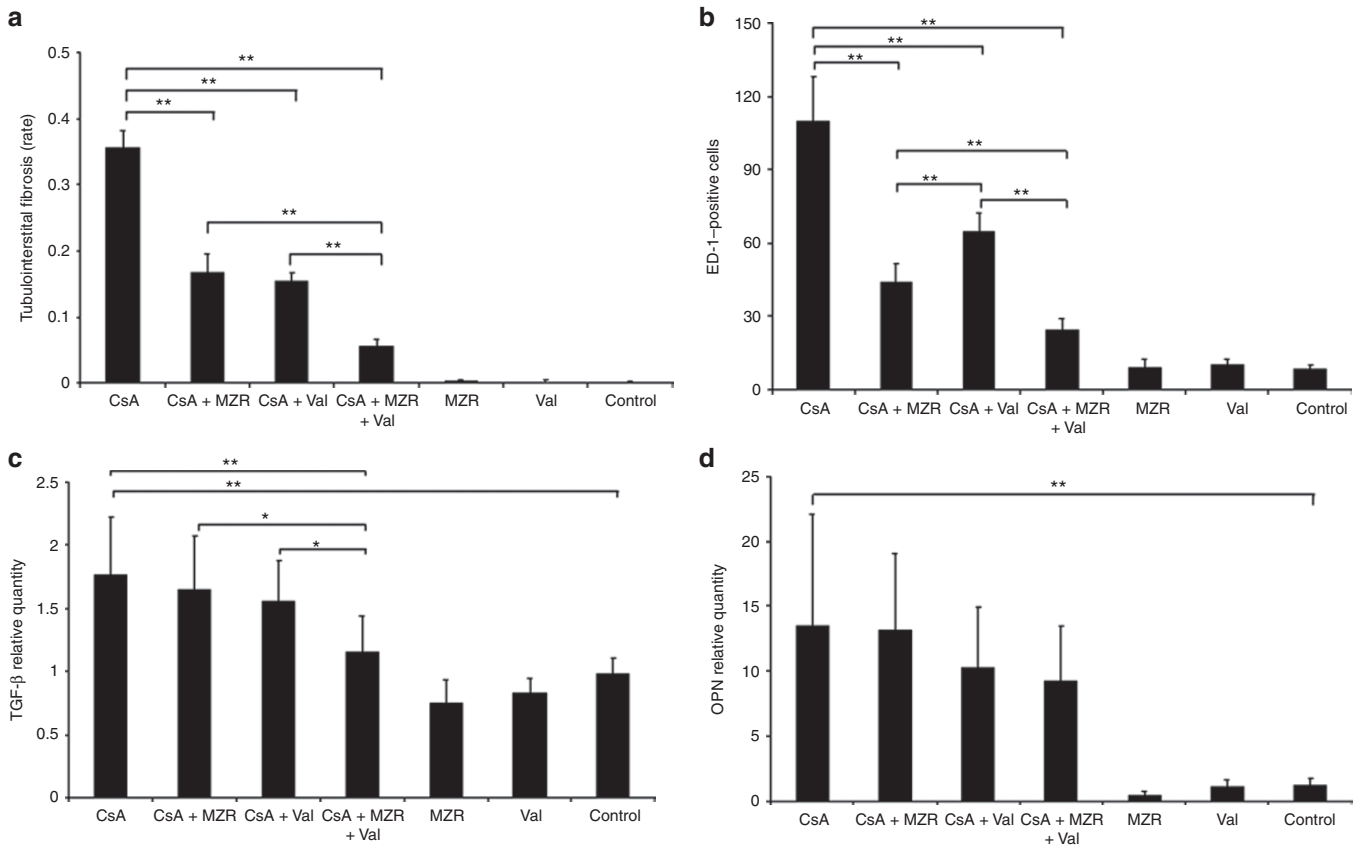 a
Tubulointerstital fibrosis (rate)
0.5
0.4
0.3
0.2
0.1
0
**
**
**
**
**
CsA
CsA + MZR
CsA + Val
CsA + MZR
+ Val
MZR
Val
Control
b
ED-1–positive cells
150
120
90
60
30
0
**
**
**
**
**
**
CsA
CsA + MZR
CsA + Val
CsA + MZR
+ Val
MZR
Val
Control
c
TGF-β relative quantity
2.5
2
1.5
1
0.5
0
**
**
*
*
CsA
CsA + MZR
CsA + Val
CsA + MZR
+ Val
MZR
Val
Control
d
OPN relative quantity
25
20
15
10
5
0
**
CsA
CsA + MZR
CsA + Val
CsA + MZR
+ Val
MZR
Val
Control